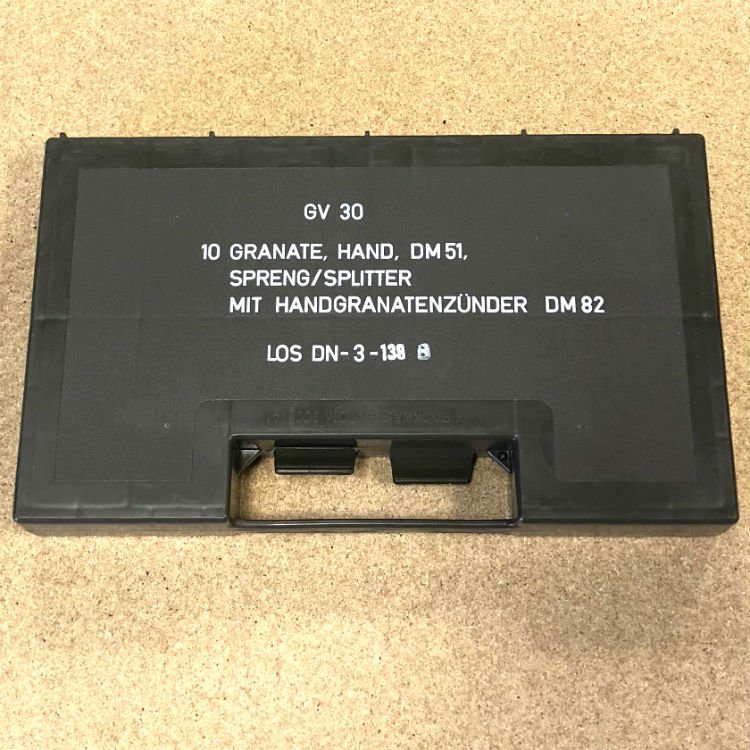 GV 30
10 GRANATE, HAND, DM 51,
SPRENG/SPLITTER
MIT HANDGRANATENZÜNDER DM 82
LOS DN-3-138